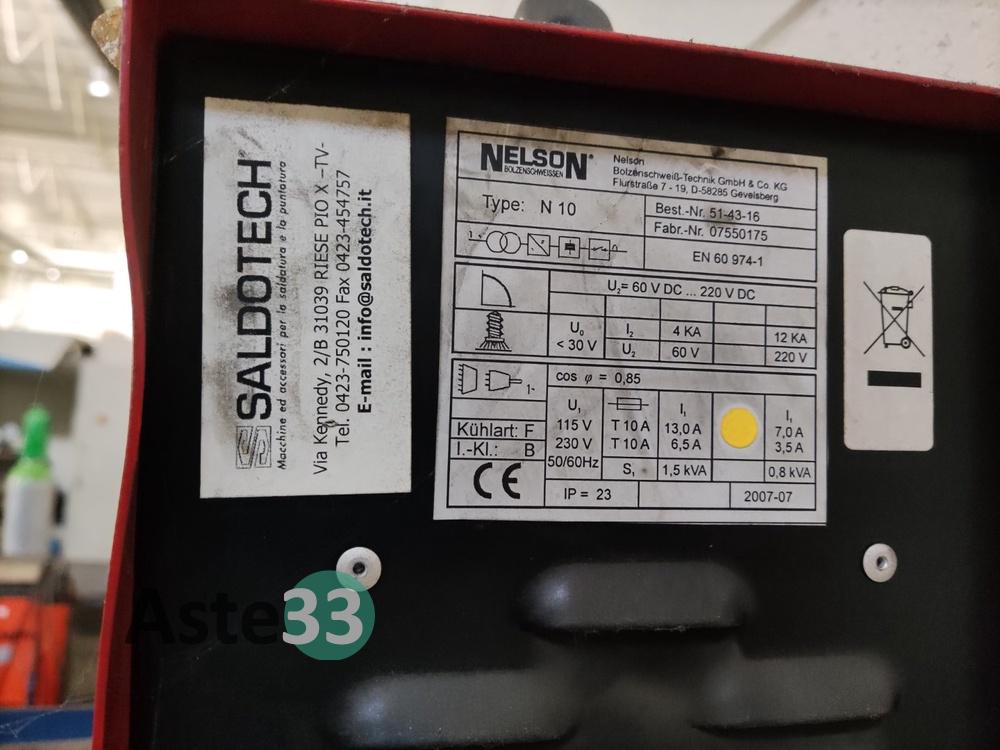 SALDOTECH
Macchine ed accessori per la saldatura e la puntatura
Via Kennedy, 2/B 31039 RIESE PIO X –TV-
Tel. 0423-750120 Fax 0423-454757
E-mail : info@saldotech.it
NELSON®
BOLZENSCHWEISSEN
Nelson
Bolzenschweiß-Technik GmbH & Co. KG
Flurstraße 7 - 19, D-58285 Gevelsberg
Type: N 10
Best.-Nr. 51-43-16
Fabr.-Nr. 07550175
EN 60 974-1
1~
U₂= 60 V DC ... 220 V DC
U₀ < 30 V
I₂ 4 KA 12 KA
U₂ 60 V 220 V
1~
cos φ = 0,85
Kühlart: F
I.-Kl.: B
CE
U₁ I₁ I₁
115 V T 10 A 13,0 A 7,0 A
230 V T 10 A 6,5 A 3,5 A
50/60Hz S₁ 1,5 kVA 0,8 kVA
IP = 23 2007-07
Aste33